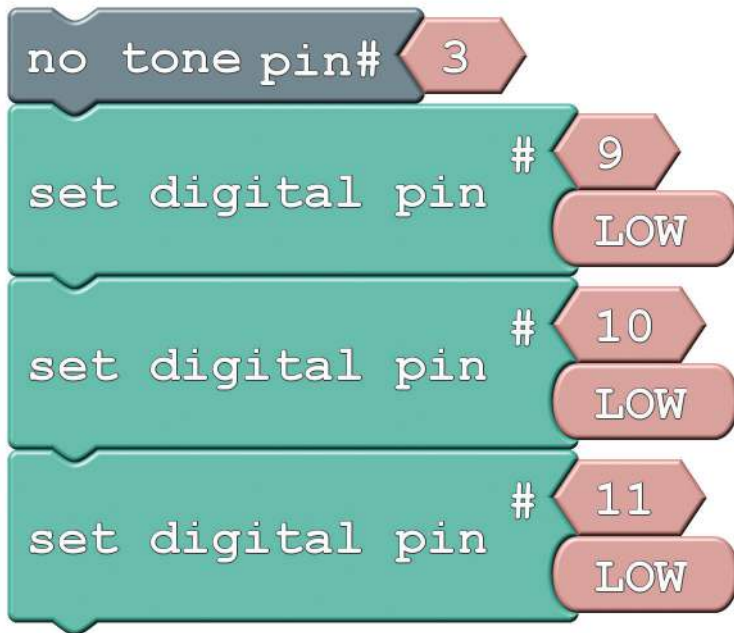 no tone pin# 3
# 9
set digital pin
LOW
# 10
set digital pin
LOW
# 11
set digital pin
LOW